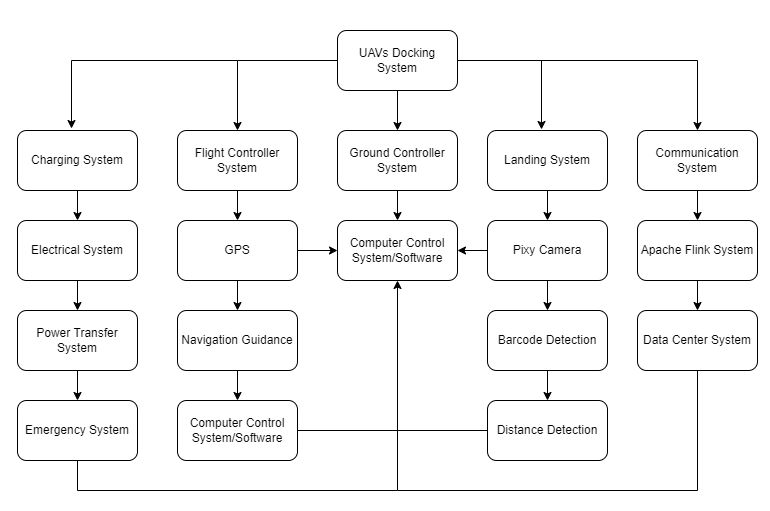 UAVs Docking
System
Charging System
Flight Controller
System
Ground Controller
System
Landing System
Communication
System
Electrical System
GPS
Computer Control
System/Software
Pixy Camera
Apache Flink System
Power Transfer
System
Navigation Guidance
Barcode Detection
Data Center System
Emergency System
Computer Control
System/Software
Distance Detection